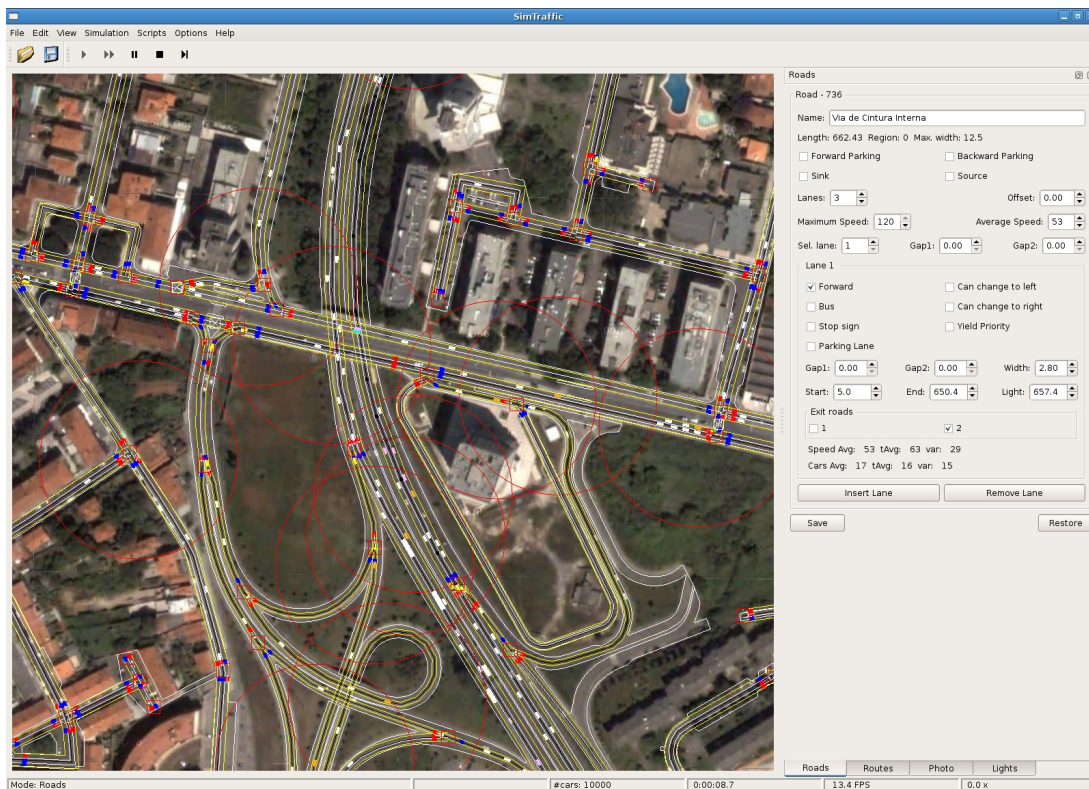 SimTraffic
File Edit View Simulation Scripts Options Help
Roads
Road - 736
Name: Via de Cintura Interna
Length: 662.43 Region: 0 Max. width: 12.5
Forward Parking Backward Parking
Sink Source
Lanes: 3 Offset: 0.00
Maximum Speed: 120 Average Speed: 53
Sel. lane: 1 Gap1: 0.00 Gap2: 0.00
Lane 1
Forward Can change to left
Bus Can change to right
Stop sign Yield Priority
Parking Lane
Gap1: 0.00 Gap2: 0.00 Width: 2.80
Start: 5.0 End: 650.4 Light: 657.4
Exit roads
1 2
Speed Avg: 53 tAvg: 63 var: 29
Cars Avg: 17 tAvg: 16 var: 15
Insert Lane Remove Lane
Save Restore
Roads Routes Photo Lights
Mode: Roads #cars: 10000 0:00:08.7 13.4 FPS 0.0 x